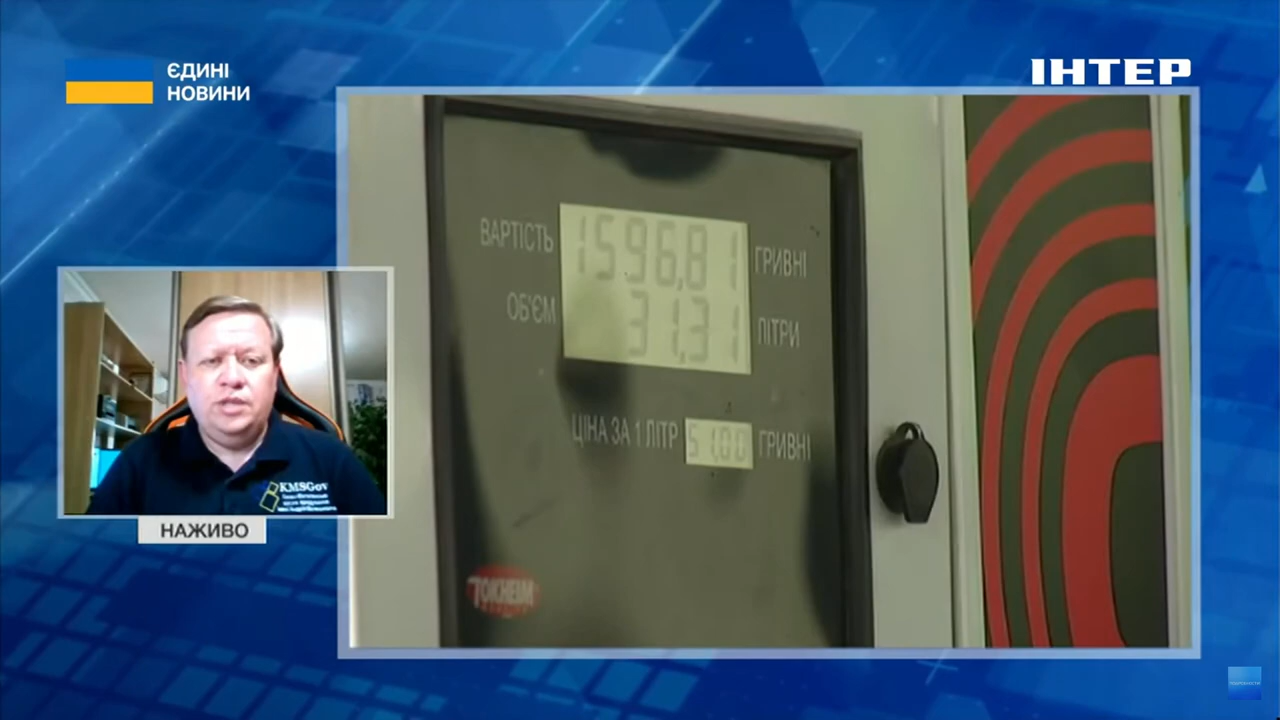 ЄДИНІ
НОВИНИ
ІНТЕР
ВАРТІСТЬ 1596,81 ГРИВНІ
ОБ'ЄМ 31,31 ЛІТРИ
ЦІНА ЗА 1 ЛІТР 51,00 ГРИВНІ
TOKHEIM
KMSGov
НАЖИВО